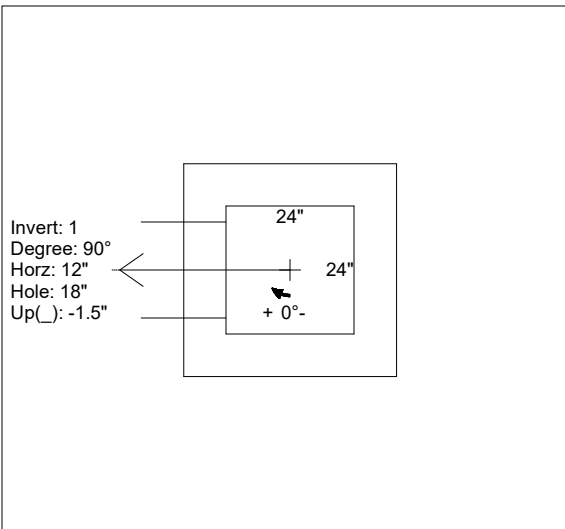 24"
Invert: 1
Degree: 90°
Horz: 12"
24"
Hole: 18"
Up(_): -1.5"
+ 0°-